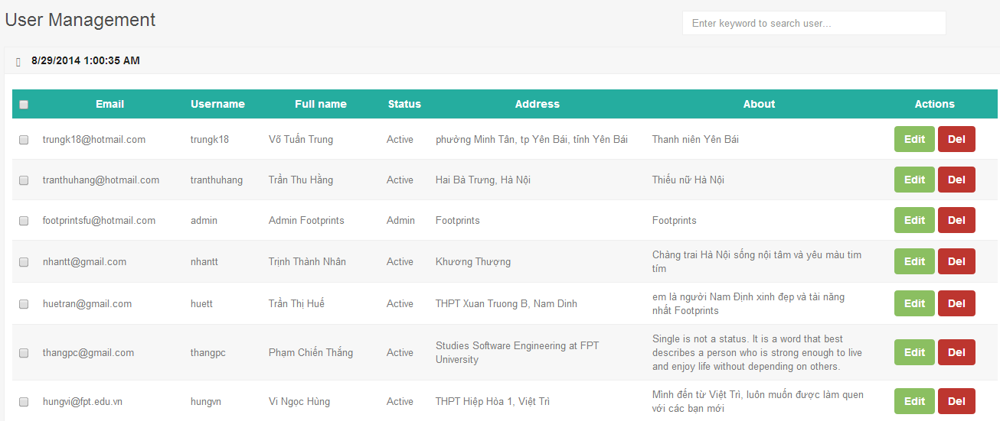 User Management
Enter keyword to search user...
8/29/2014 1:00:35 AM
Email Username Full name Status Address About Actions
trungk18@hotmail.com trungk18 Võ Tuấn Trung Active phường Minh Tân, tp Yên Bái, tỉnh Yên Bái Thanh niên Yên Bái Edit Del
tranthuhang@hotmail.com tranthuhang Trần Thu Hằng Active Hai Bà Trưng, Hà Nội Thiếu nữ Hà Nội Edit Del
footprintsfu@hotmail.com admin Admin Footprints Admin Footprints Footprints Edit Del
nhantt@gmail.com nhantt Trịnh Thành Nhân Active Khương Thượng Chàng trai Hà Nội sống nội tâm và yêu màu tim
tím Edit Del
huetran@gmail.com huett Trần Thị Huế Active THPT Xuan Truong B, Nam Dinh em là người Nam Định xinh đẹp và tài năng
nhất Footprints Edit Del
thangpc@gmail.com thangpc Phạm Chiến Thắng Active Studies Software Engineering at FPT
University Single is not a status. It is a word that best
describes a person who is strong enough to live
and enjoy life without depending on others. Edit Del
hungvi@fpt.edu.vn hungvn Vi Ngọc Hùng Active THPT Hiệp Hòa 1, Việt Trì Mình đến từ Việt Trì, luôn muốn được làm quen
với các bạn mới Edit Del